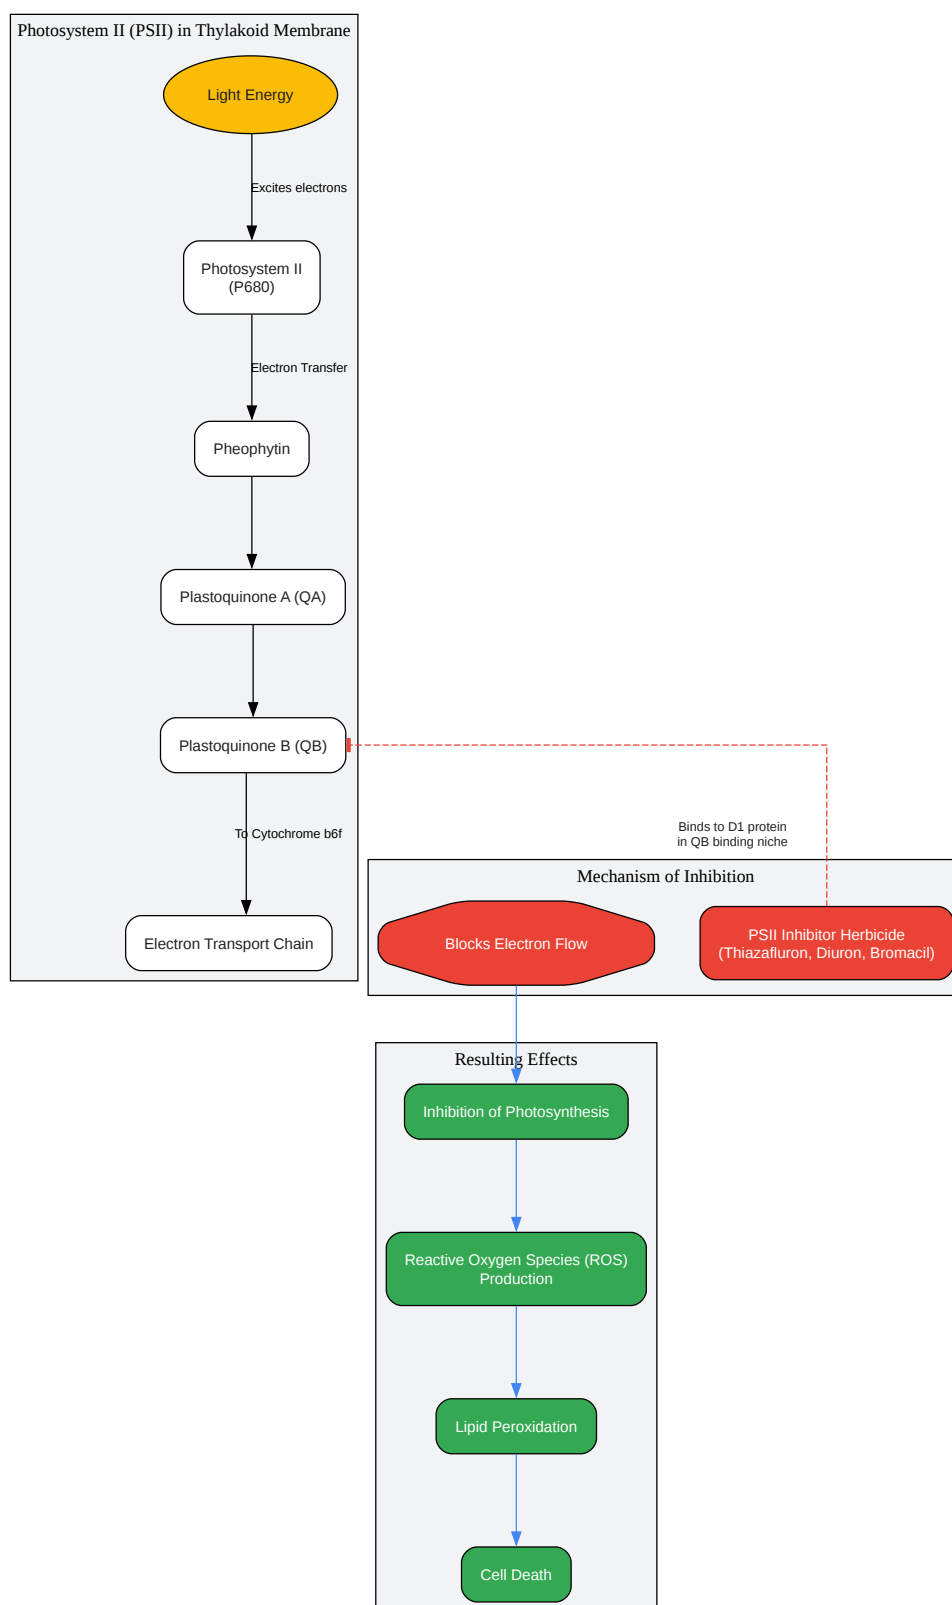 Photosystem II (PSII) in Thylakoid Membrane
Light Energy
Excites electrons
Photosystem II
(P680)
Electron Transfer
Pheophytin
Plastoquinone A (QA)
Plastoquinone B (QB)
To Cytochrome b6f
Electron Transport Chain
Binds to D1 protein
in QB binding niche
Mechanism of Inhibition
Blocks Electron Flow
PSII Inhibitor Herbicide
(Thiazafluron, Diuron, Bromacil)
Resulting Effects
Inhibition of Photosynthesis
Reactive Oxygen Species (ROS)
Production
Lipid Peroxidation
Cell Death